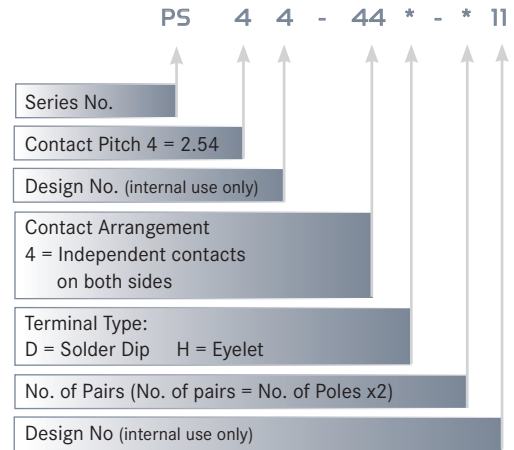 PS 4 4 - 44 * - * 11
Series No.
Contact Pitch 4 = 2.54
Design No. (internal use only)
Contact Arrangement
4 = Independent contacts
on both sides
Terminal Type:
D = Solder Dip H = Eyelet
No. of Pairs (No. of pairs = No. of Poles x2)
Design No (internal use only)